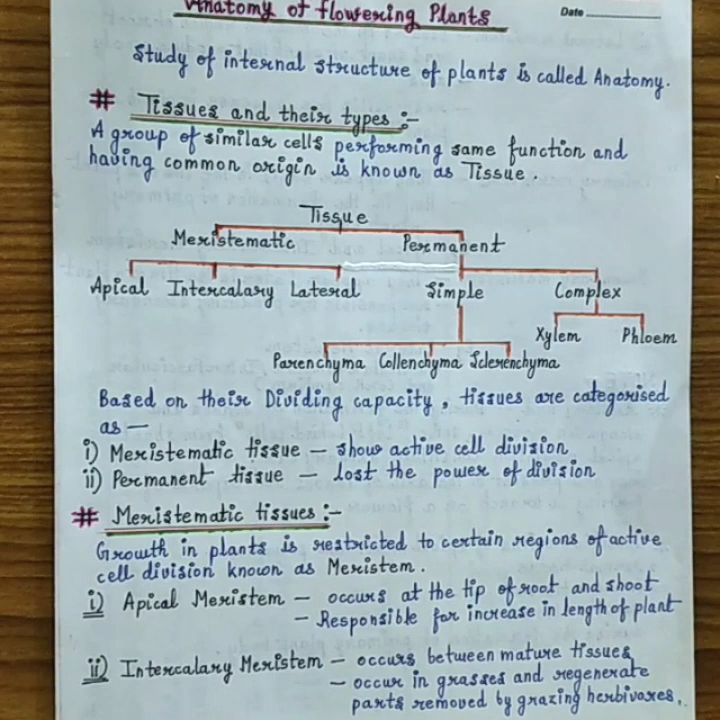 Anatomy of flowering Plants
Date
Study of internal structure of plants is called Anatomy.
# Tissues and their types :-
A group of similar cells performing same function and
having common origin is known as Tissue.
Tissue
Meristematic Permanent
Apical Intercalary Lateral Simple Complex
Xylem Phloem
Parenchyma Collenchyma Sclerenchyma
Based on their Dividing capacity, tissues are categorised
as —
i) Meristematic tissue — show active cell division
ii) Permanent tissue — lost the power of division
# Meristematic tissues :-
Growth in plants is restricted to certain regions of active
cell division known as Meristem.
i) Apical Meristem — occurs at the tip of root and shoot
— Responsible for increase in length of plant
ii) Intercalary Meristem — occurs between mature tissues
— occur in grasses and regenerate
parts removed by grazing herbivores.